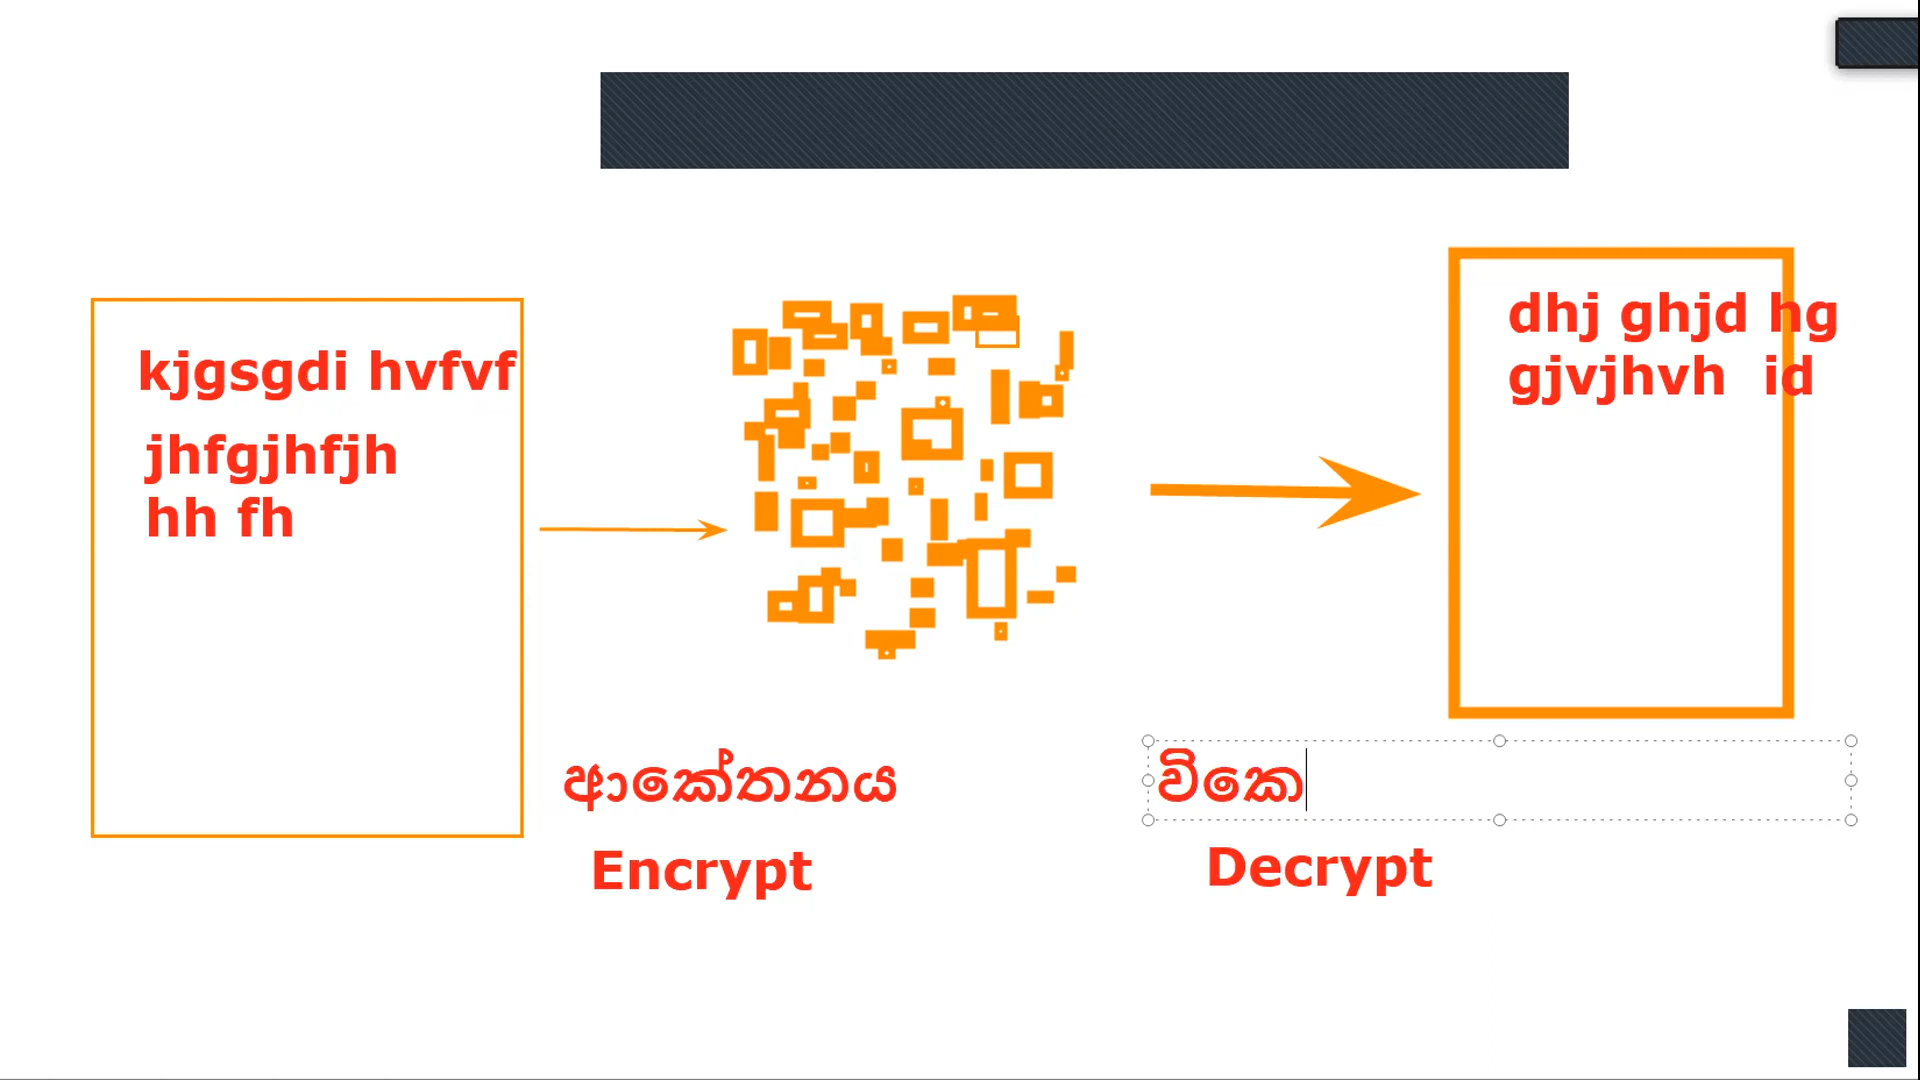 kjgsgdi hvfvf
jhfgjhfjh
hh fh
dhj ghjd hg
gjvjhvh  id
ආකේතනය
විකෙ
Encrypt
Decrypt